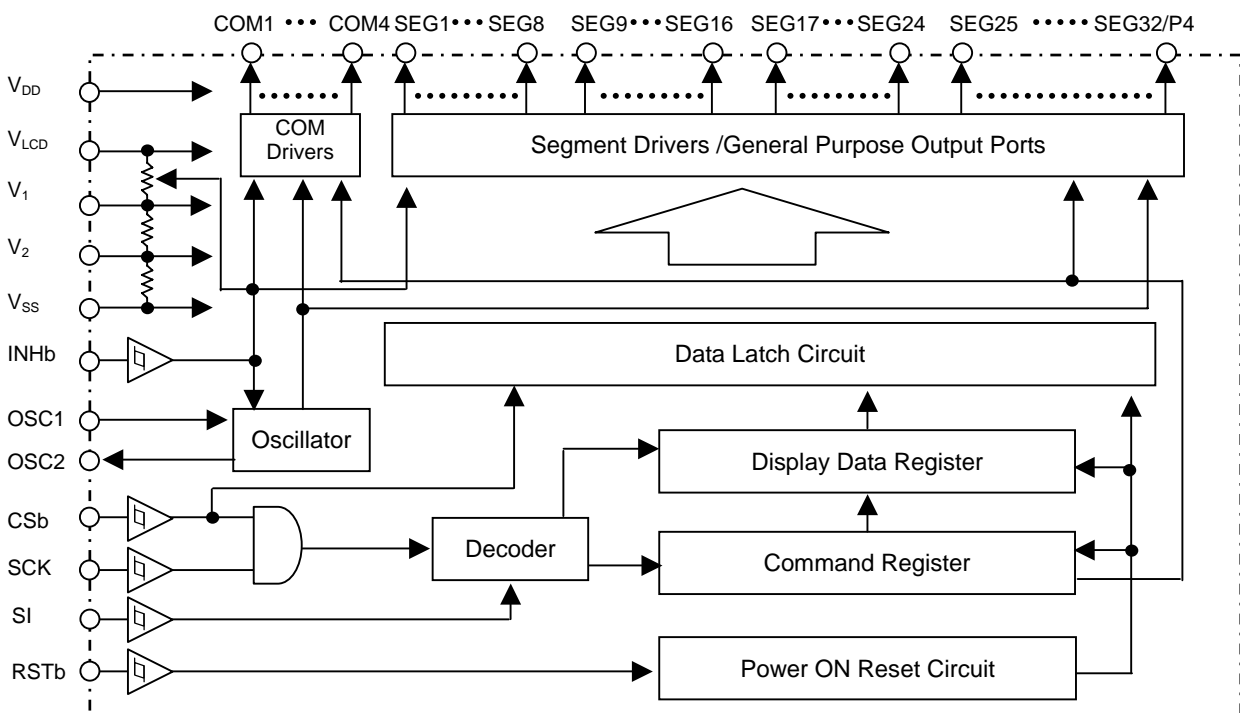 COM1 ••• COM4 SEG1 ••• SEG8 SEG9 ••• SEG16 SEG17 ••• SEG24 SEG25 ••••• SEG32/P4
VDD
VLCD
V1
V2
VSS
INHb
OSC1
OSC2
CSb
SCK
SI
RSTb
COM
Drivers
Segment Drivers /General Purpose Output Ports
Data Latch Circuit
Oscillator
Display Data Register
Decoder
Command Register
Power ON Reset Circuit